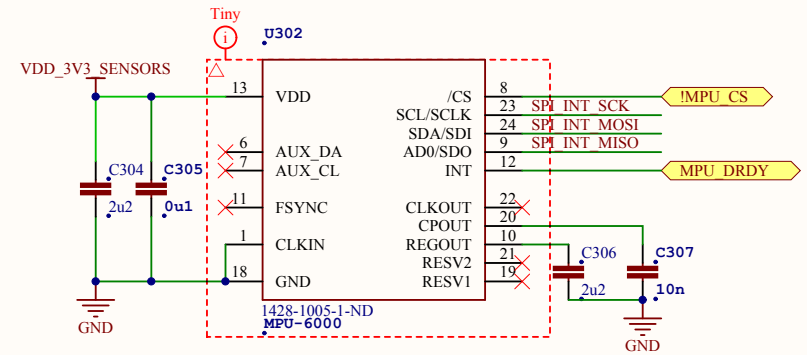 Tiny
i
U302
VDD_3V3_SENSORS
13 VDD /CS 8 !MPU_CS
SCL/SCLK 23 SPI_INT_SCK
SDA/SDI 24 SPI_INT_MOSI
6 AUX_DA AD0/SDO 9 SPI_INT_MISO
7 AUX_CL INT 12 MPU_DRDY
C304 C305
2u2 0u1
11 FSYNC CLKOUT 22
CPOUT 20
1 CLKIN REGOUT 10
RESV2 21
18 GND RESV1 19
C306 C307
2u2 10n
1428-1005-1-ND
MPU-6000
GND
GND